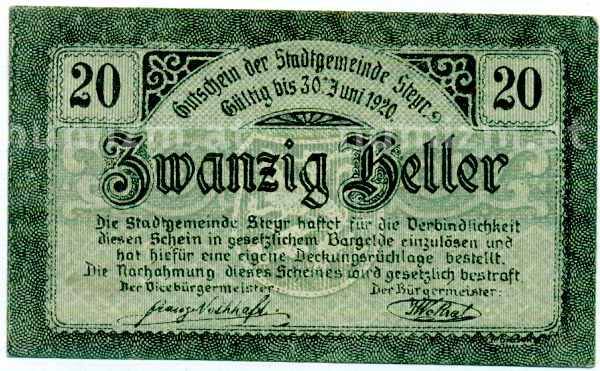 Gutschein der Stadtgemeinde Steyr.
Gültig bis 30. Juni 1920.
20
20
Zwanzig Heller
Die Stadtgemeinde Steyr haftet für die Verbindlichkeit
diesen Schein in gesetzlichem Bargelde einzulösen und
hat hiefür eine eigene Deckungsrücklage bestellt.
Die Nachahmung dieses Scheines wird gesetzlich bestraft.
Der Vicebürgermeister:
Der Bürgermeister:
Franz